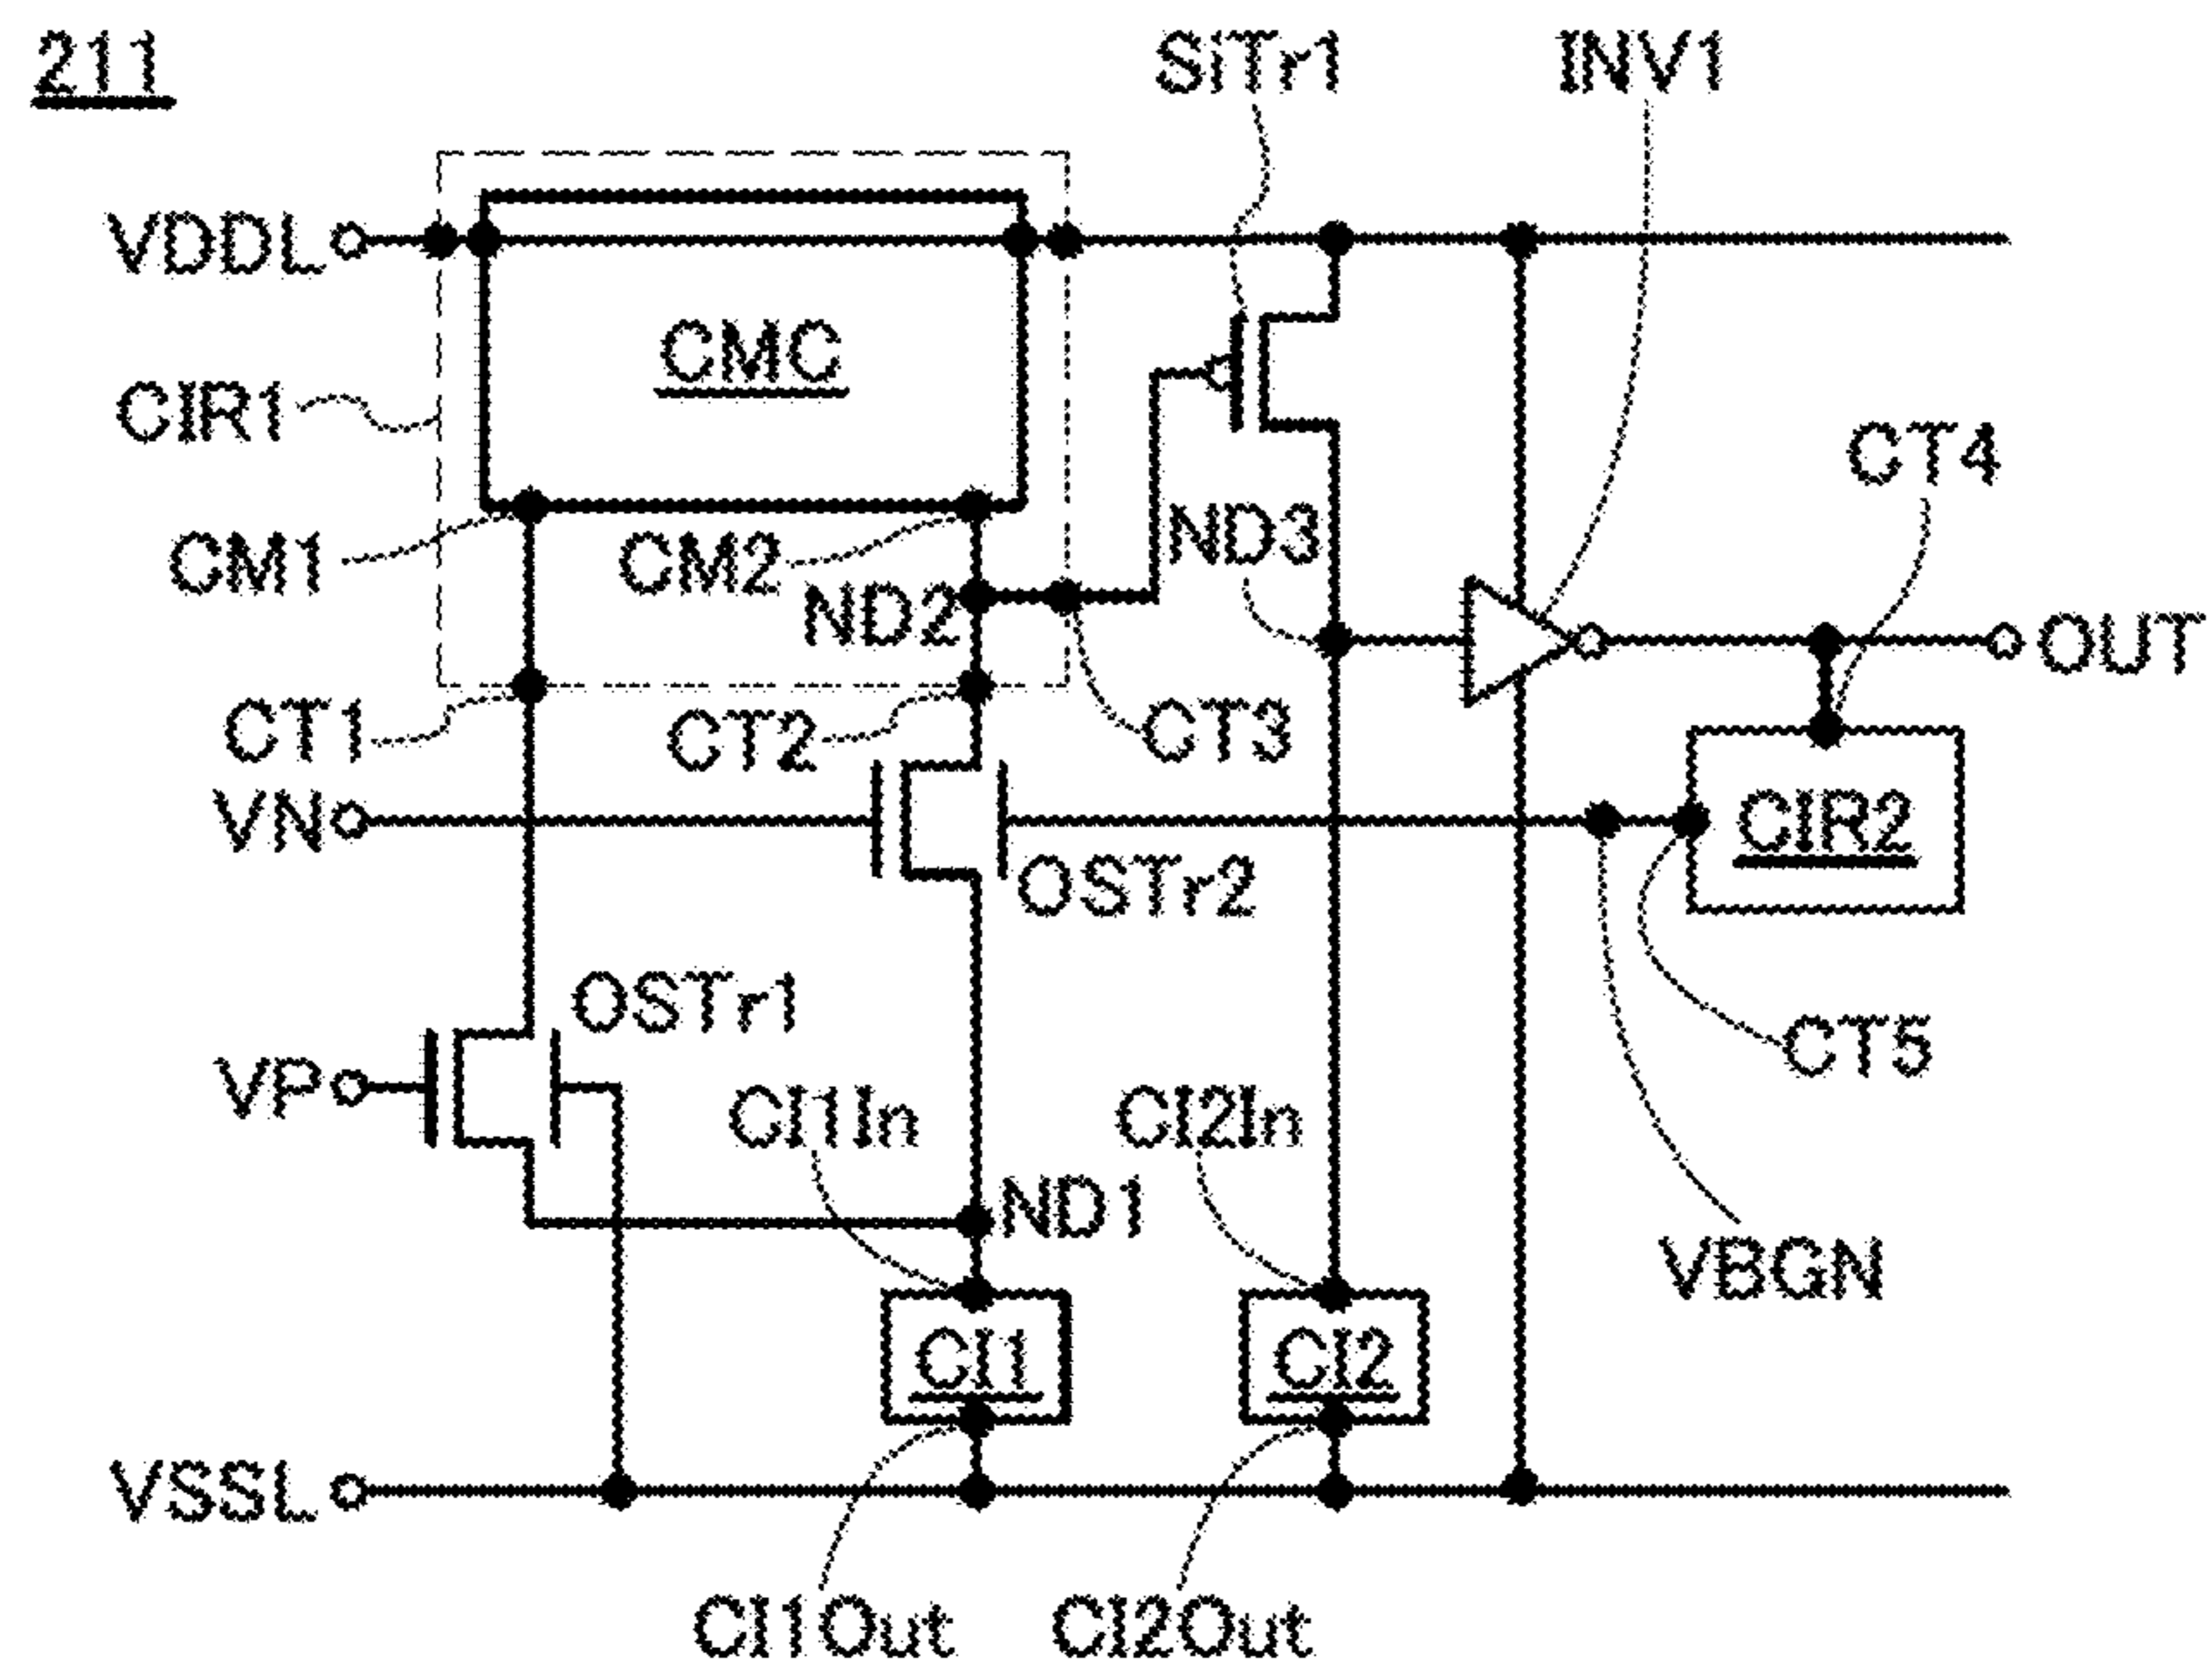 211
SiTr1
INV1
VDDL
CMC
CIR1
CT4
CM1
CM2
ND3
ND2
OUT
CT1
CT2
CT3
VN
CIR2
OSTr2
OSTr1
CT5
VP
CI1In
CI2In
ND1
VBGN
CI1
CI2
VSSL
CI1Out
CI2Out